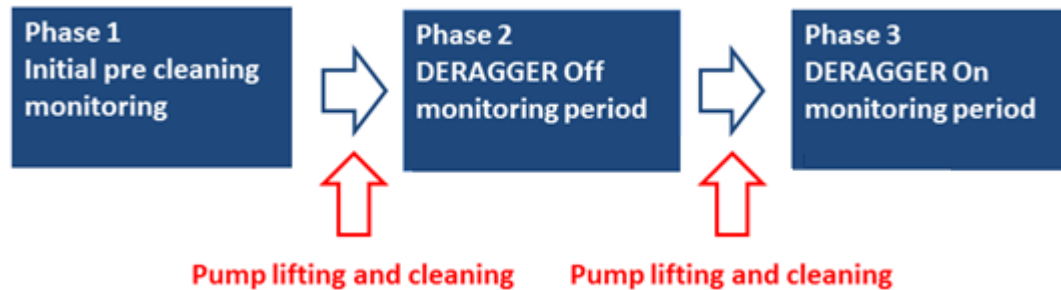 Phase 1
Initial pre cleaning
monitoring
Phase 2
DERAGGER Off
monitoring period
Phase 3
DERAGGER On
monitoring period
Pump lifting and cleaning
Pump lifting and cleaning